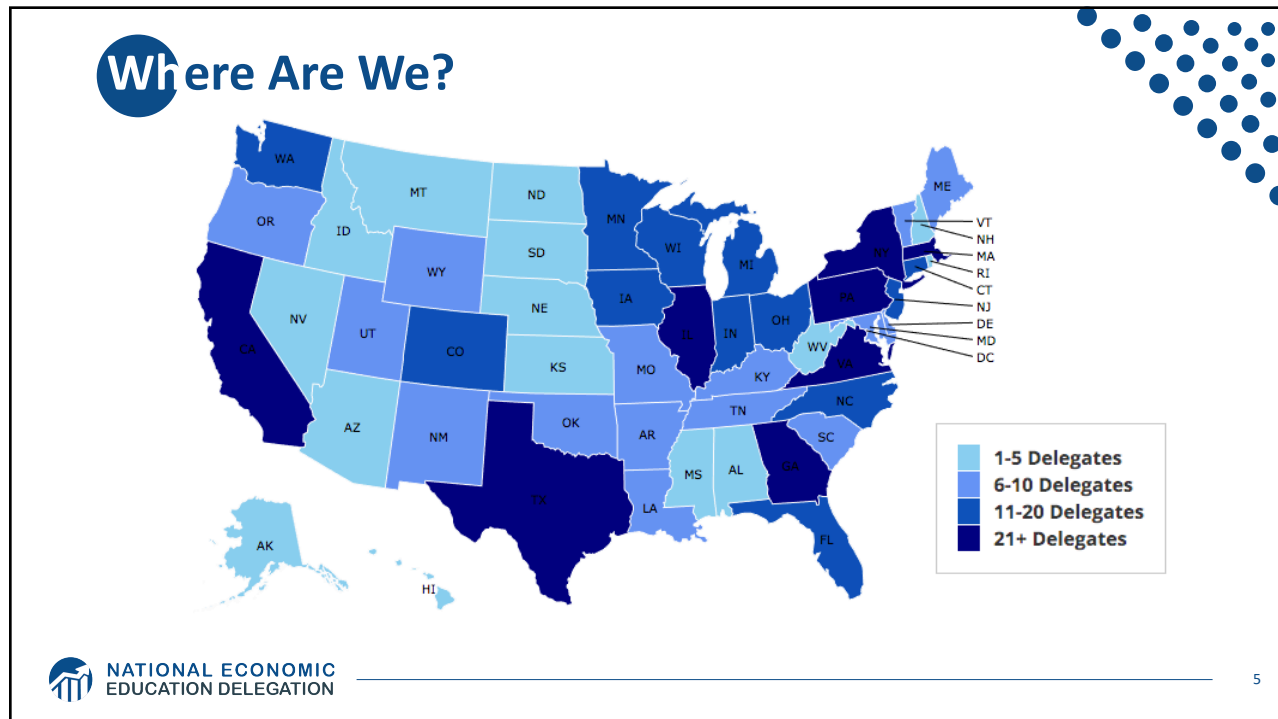 Where Are We?
WA
MT
ND
MN
ME
OR
ID
SD
WI
MI
NY
VT
NH
MA
RI
CT
NJ
DE
MD
DC
WY
NE
IA
PA
NV
UT
CO
IL
IN
OH
WV
VA
CA
KS
MO
KY
AZ
NM
OK
AR
TN
NC
SC
MS
AL
GA
TX
LA
FL
AK
HI
1-5 Delegates
6-10 Delegates
11-20 Delegates
21+ Delegates
NATIONAL ECONOMIC
EDUCATION DELEGATION
5